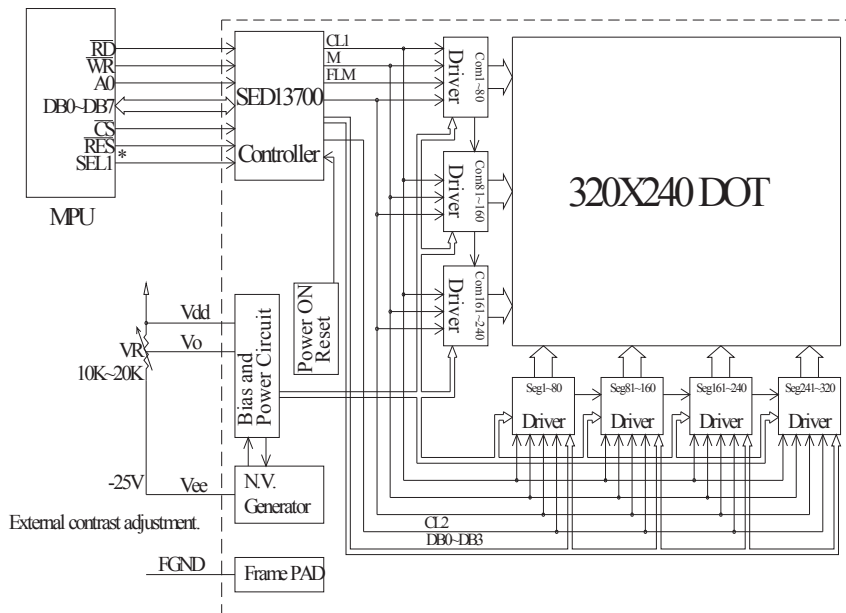 RD
WR
A0
DB0~DB7
CS
RES
SEL1 *
MPU
SED13700
Controller
CL1
M
FLM
Driver
Com1~80
Driver
Com81~160
Driver
Com161~240
320X240 DOT
Power ON
Reset
Vdd
Vo
VR
10K~20K
Bias and
Power Circuit
-25V
Vee
N.V.
Generator
External contrast adjustment.
FGND
Frame PAD
Seg1~80
Driver
Seg81~160
Driver
Seg161~240
Driver
Seg241~320
Driver
CL2
DB0~DB3